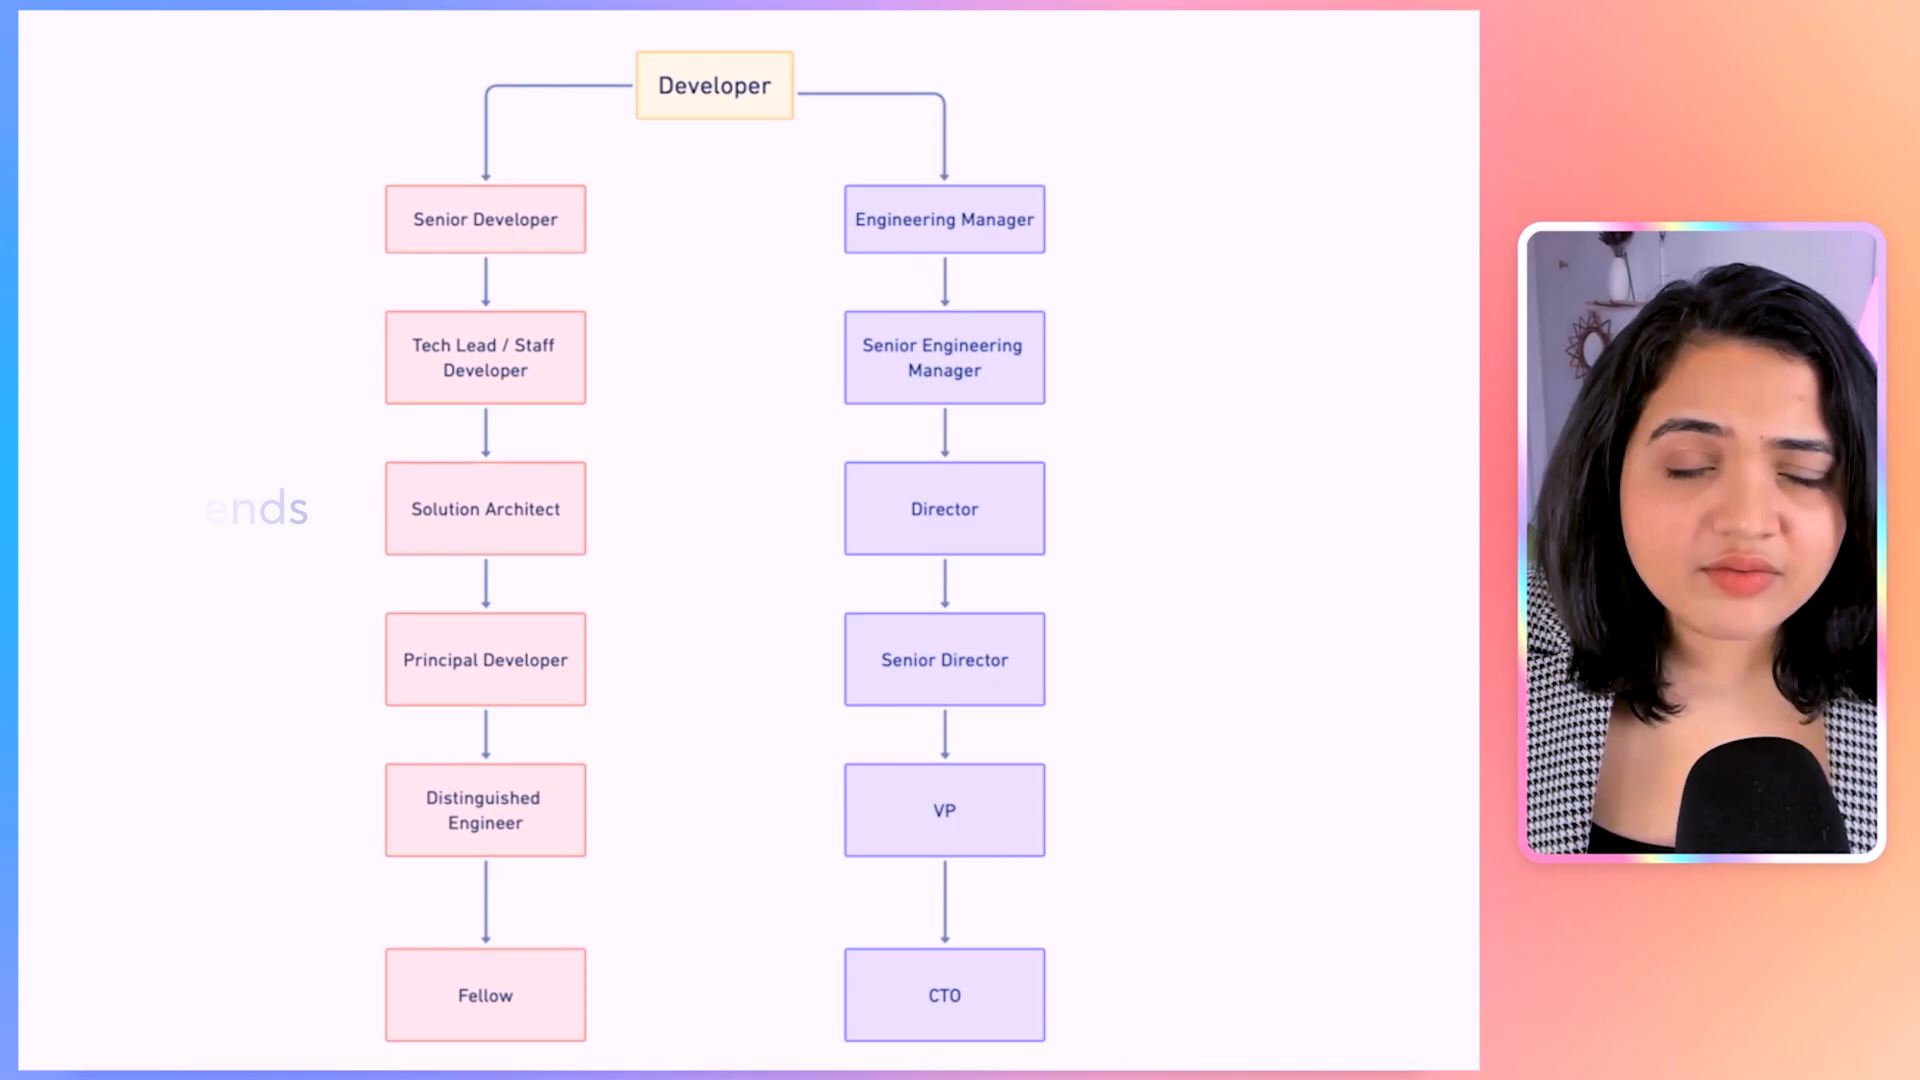 Developer
Senior Developer
Engineering Manager
Tech Lead / Staff
Developer
Senior Engineering
Manager
ends
Solution Architect
Director
Principal Developer
Senior Director
Distinguished
Engineer
VP
Fellow
CTO